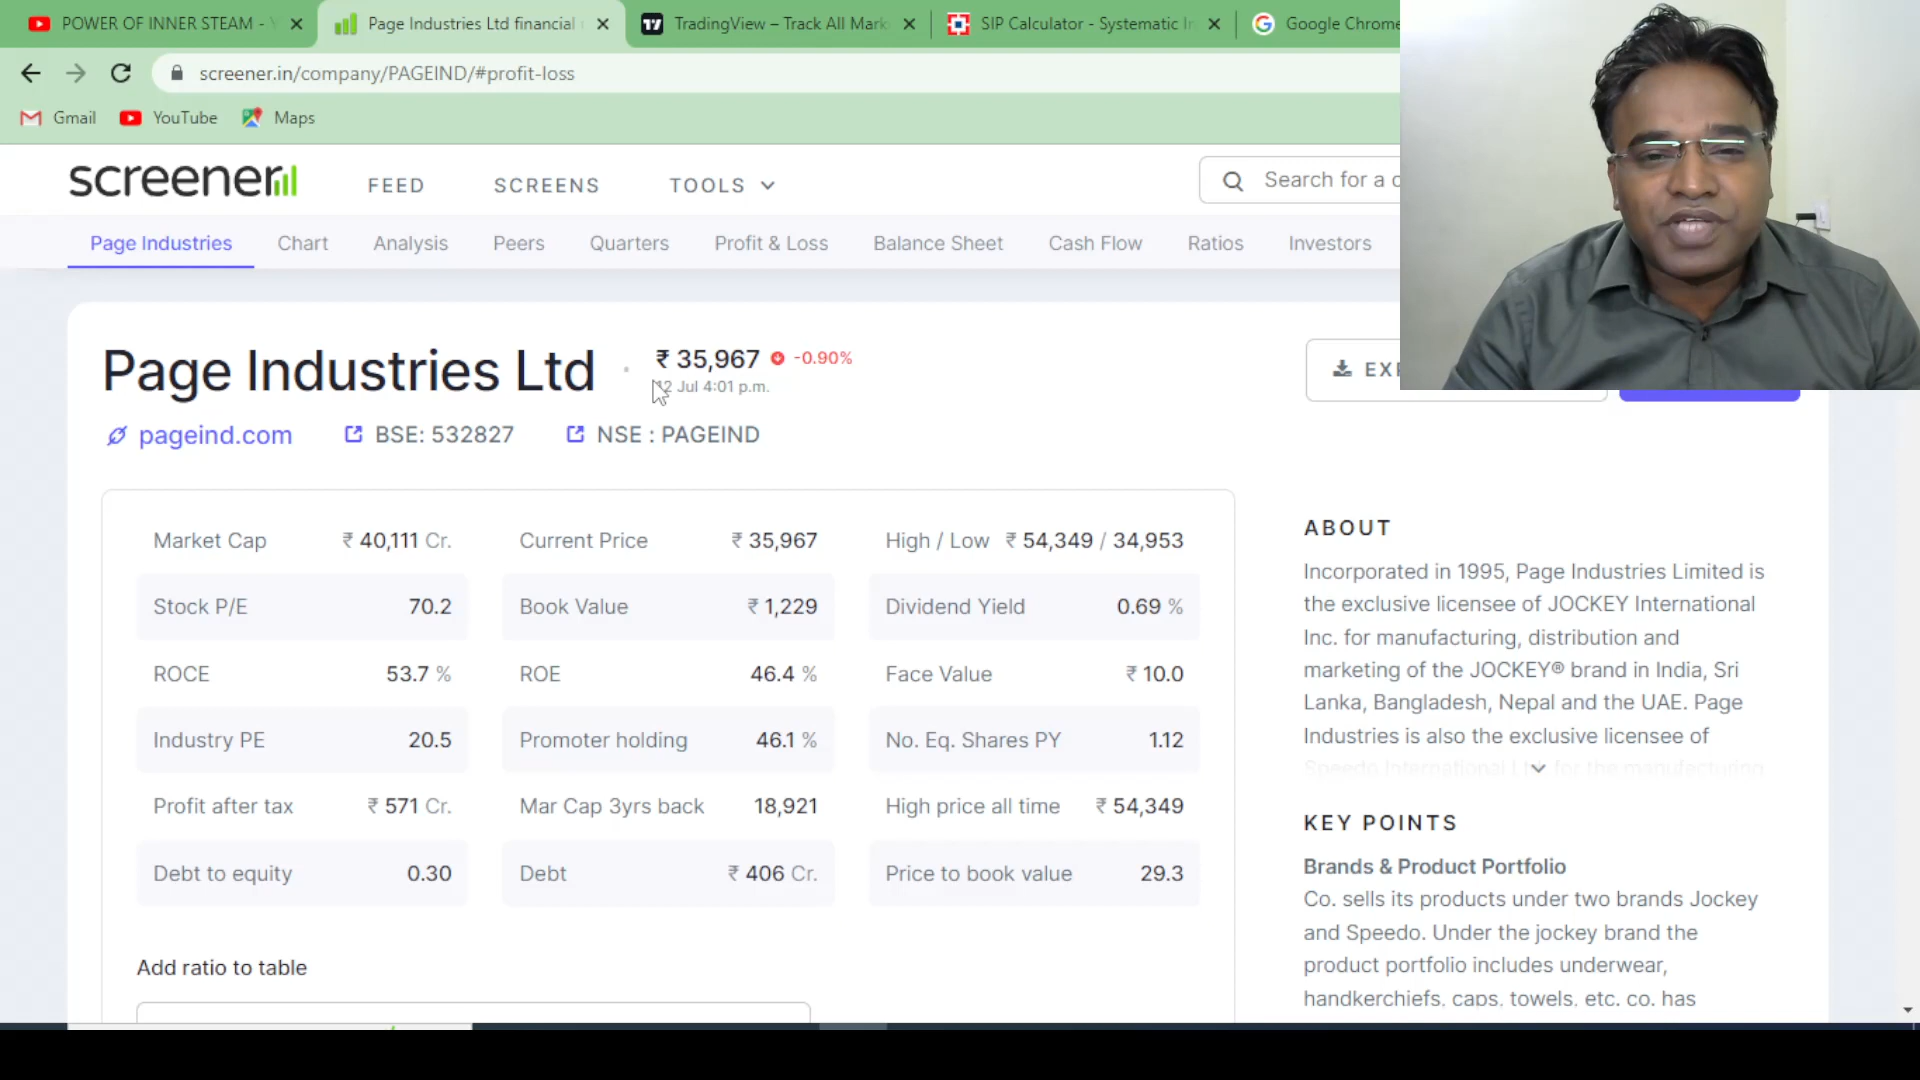 POWER OF INNER STEAM -
Page Industries Ltd financial
TradingView – Track All Mark
SIP Calculator - Systematic In
Google Chrome
screener.in/company/PAGEIND/#profit-loss
Gmail
YouTube
Maps
screener
FEED
SCREENS
TOOLS
Search for a c
Page Industries
Chart
Analysis
Peers
Quarters
Profit & Loss
Balance Sheet
Cash Flow
Ratios
Investors
Page Industries Ltd
₹ 35,967 -0.90%
12 Jul 4:01 p.m.
EXP
pageind.com
BSE: 532827
NSE : PAGEIND
Market Cap ₹ 40,111 Cr.
Current Price ₹ 35,967
High / Low ₹ 54,349 / 34,953
Stock P/E 70.2
Book Value ₹ 1,229
Dividend Yield 0.69 %
ROCE 53.7 %
ROE 46.4 %
Face Value ₹ 10.0
Industry PE 20.5
Promoter holding 46.1 %
No. Eq. Shares PY 1.12
Profit after tax ₹ 571 Cr.
Mar Cap 3yrs back 18,921
High price all time ₹ 54,349
Debt to equity 0.30
Debt ₹ 406 Cr.
Price to book value 29.3
Add ratio to table
ABOUT
Incorporated in 1995, Page Industries Limited is
the exclusive licensee of JOCKEY International
Inc. for manufacturing, distribution and
marketing of the JOCKEY® brand in India, Sri
Lanka, Bangladesh, Nepal and the UAE. Page
Industries is also the exclusive licensee of
Speedo International Ltd. for the manufacturing
KEY POINTS
Brands & Product Portfolio
Co. sells its products under two brands Jockey
and Speedo. Under the jockey brand the
product portfolio includes underwear,
handkerchiefs, caps, towels, etc. co. has